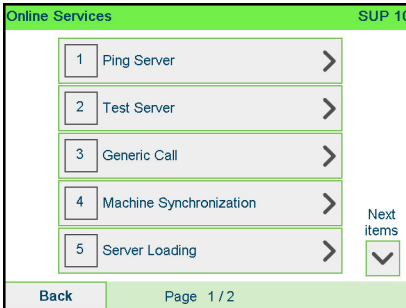 Online Services SUP 10
1 Ping Server
2 Test Server
3 Generic Call
4 Machine Synchronization
5 Server Loading
Next
items
Back Page 1/2